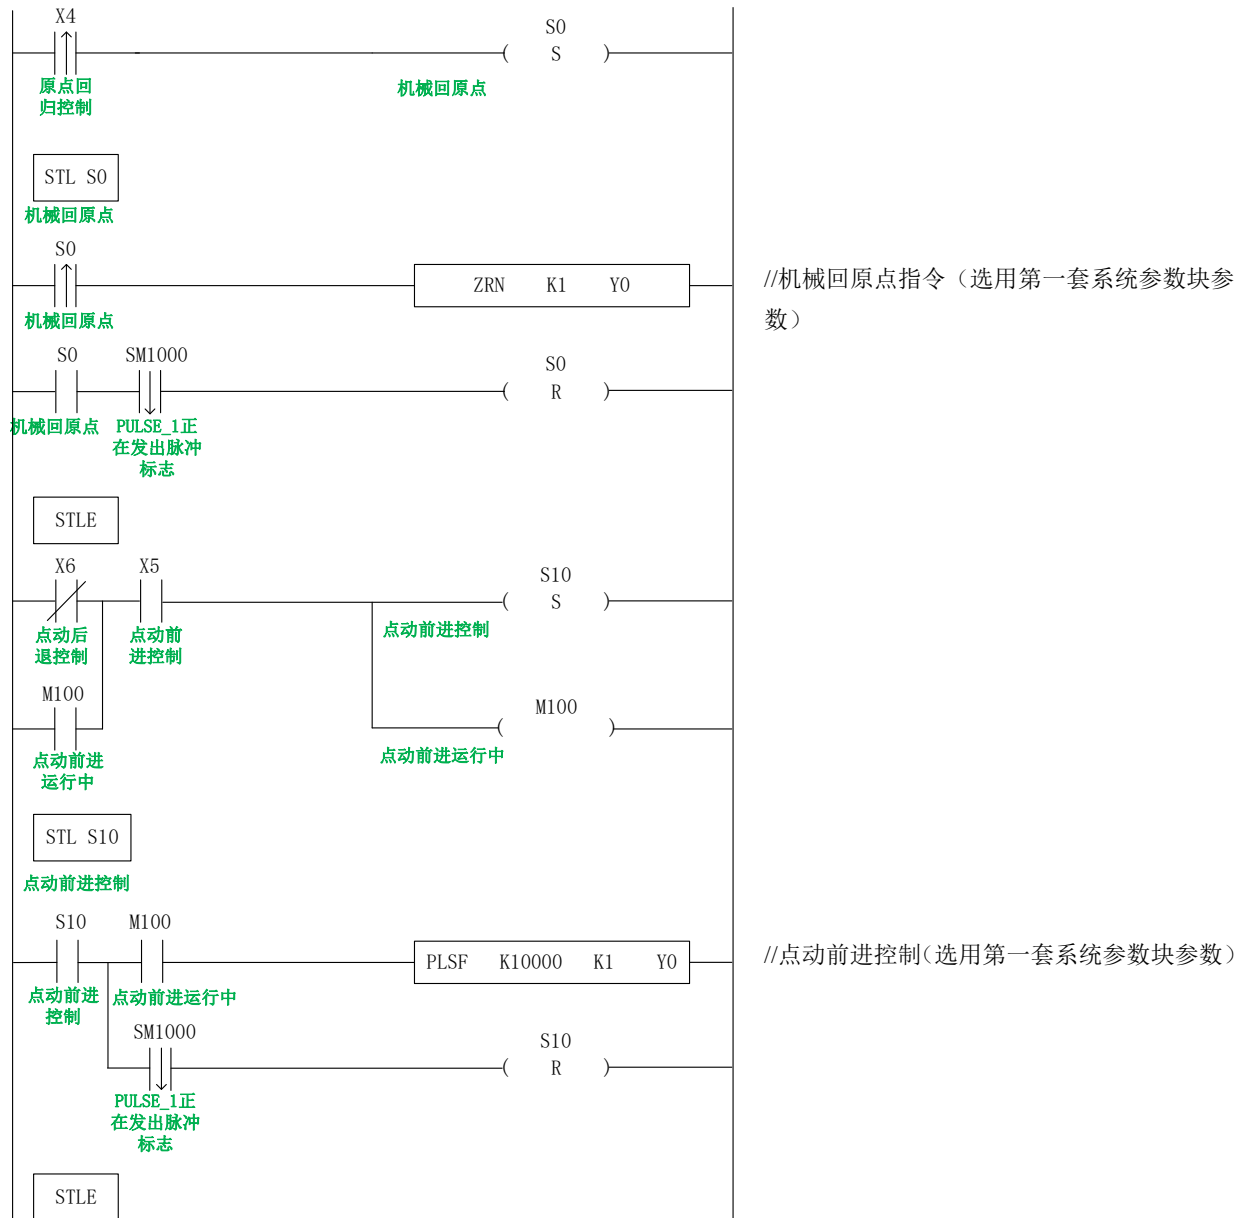 X4
S0
( S )
原点回
归控制
机械回原点
STL S0
机械回原点
S0
ZRN K1 Y0
//机械回原点指令（选用第一套系统参数块参
数）
机械回原点
S0 SM1000
S0
( R )
机械回原点
PULSE_1正
在发出脉冲
标志
STLE
X6 X5
S10
( S )
点动后
退控制
点动前
进控制
点动前进控制
M100
M100
( )
点动前进
运行中
点动前进运行中
STL S10
点动前进控制
S10 M100
PLSF K10000 K1 Y0
//点动前进控制(选用第一套系统参数块参数)
点动前进
控制
点动前进运行中
SM1000
S10
( R )
PULSE_1正
在发出脉冲
标志
STLE